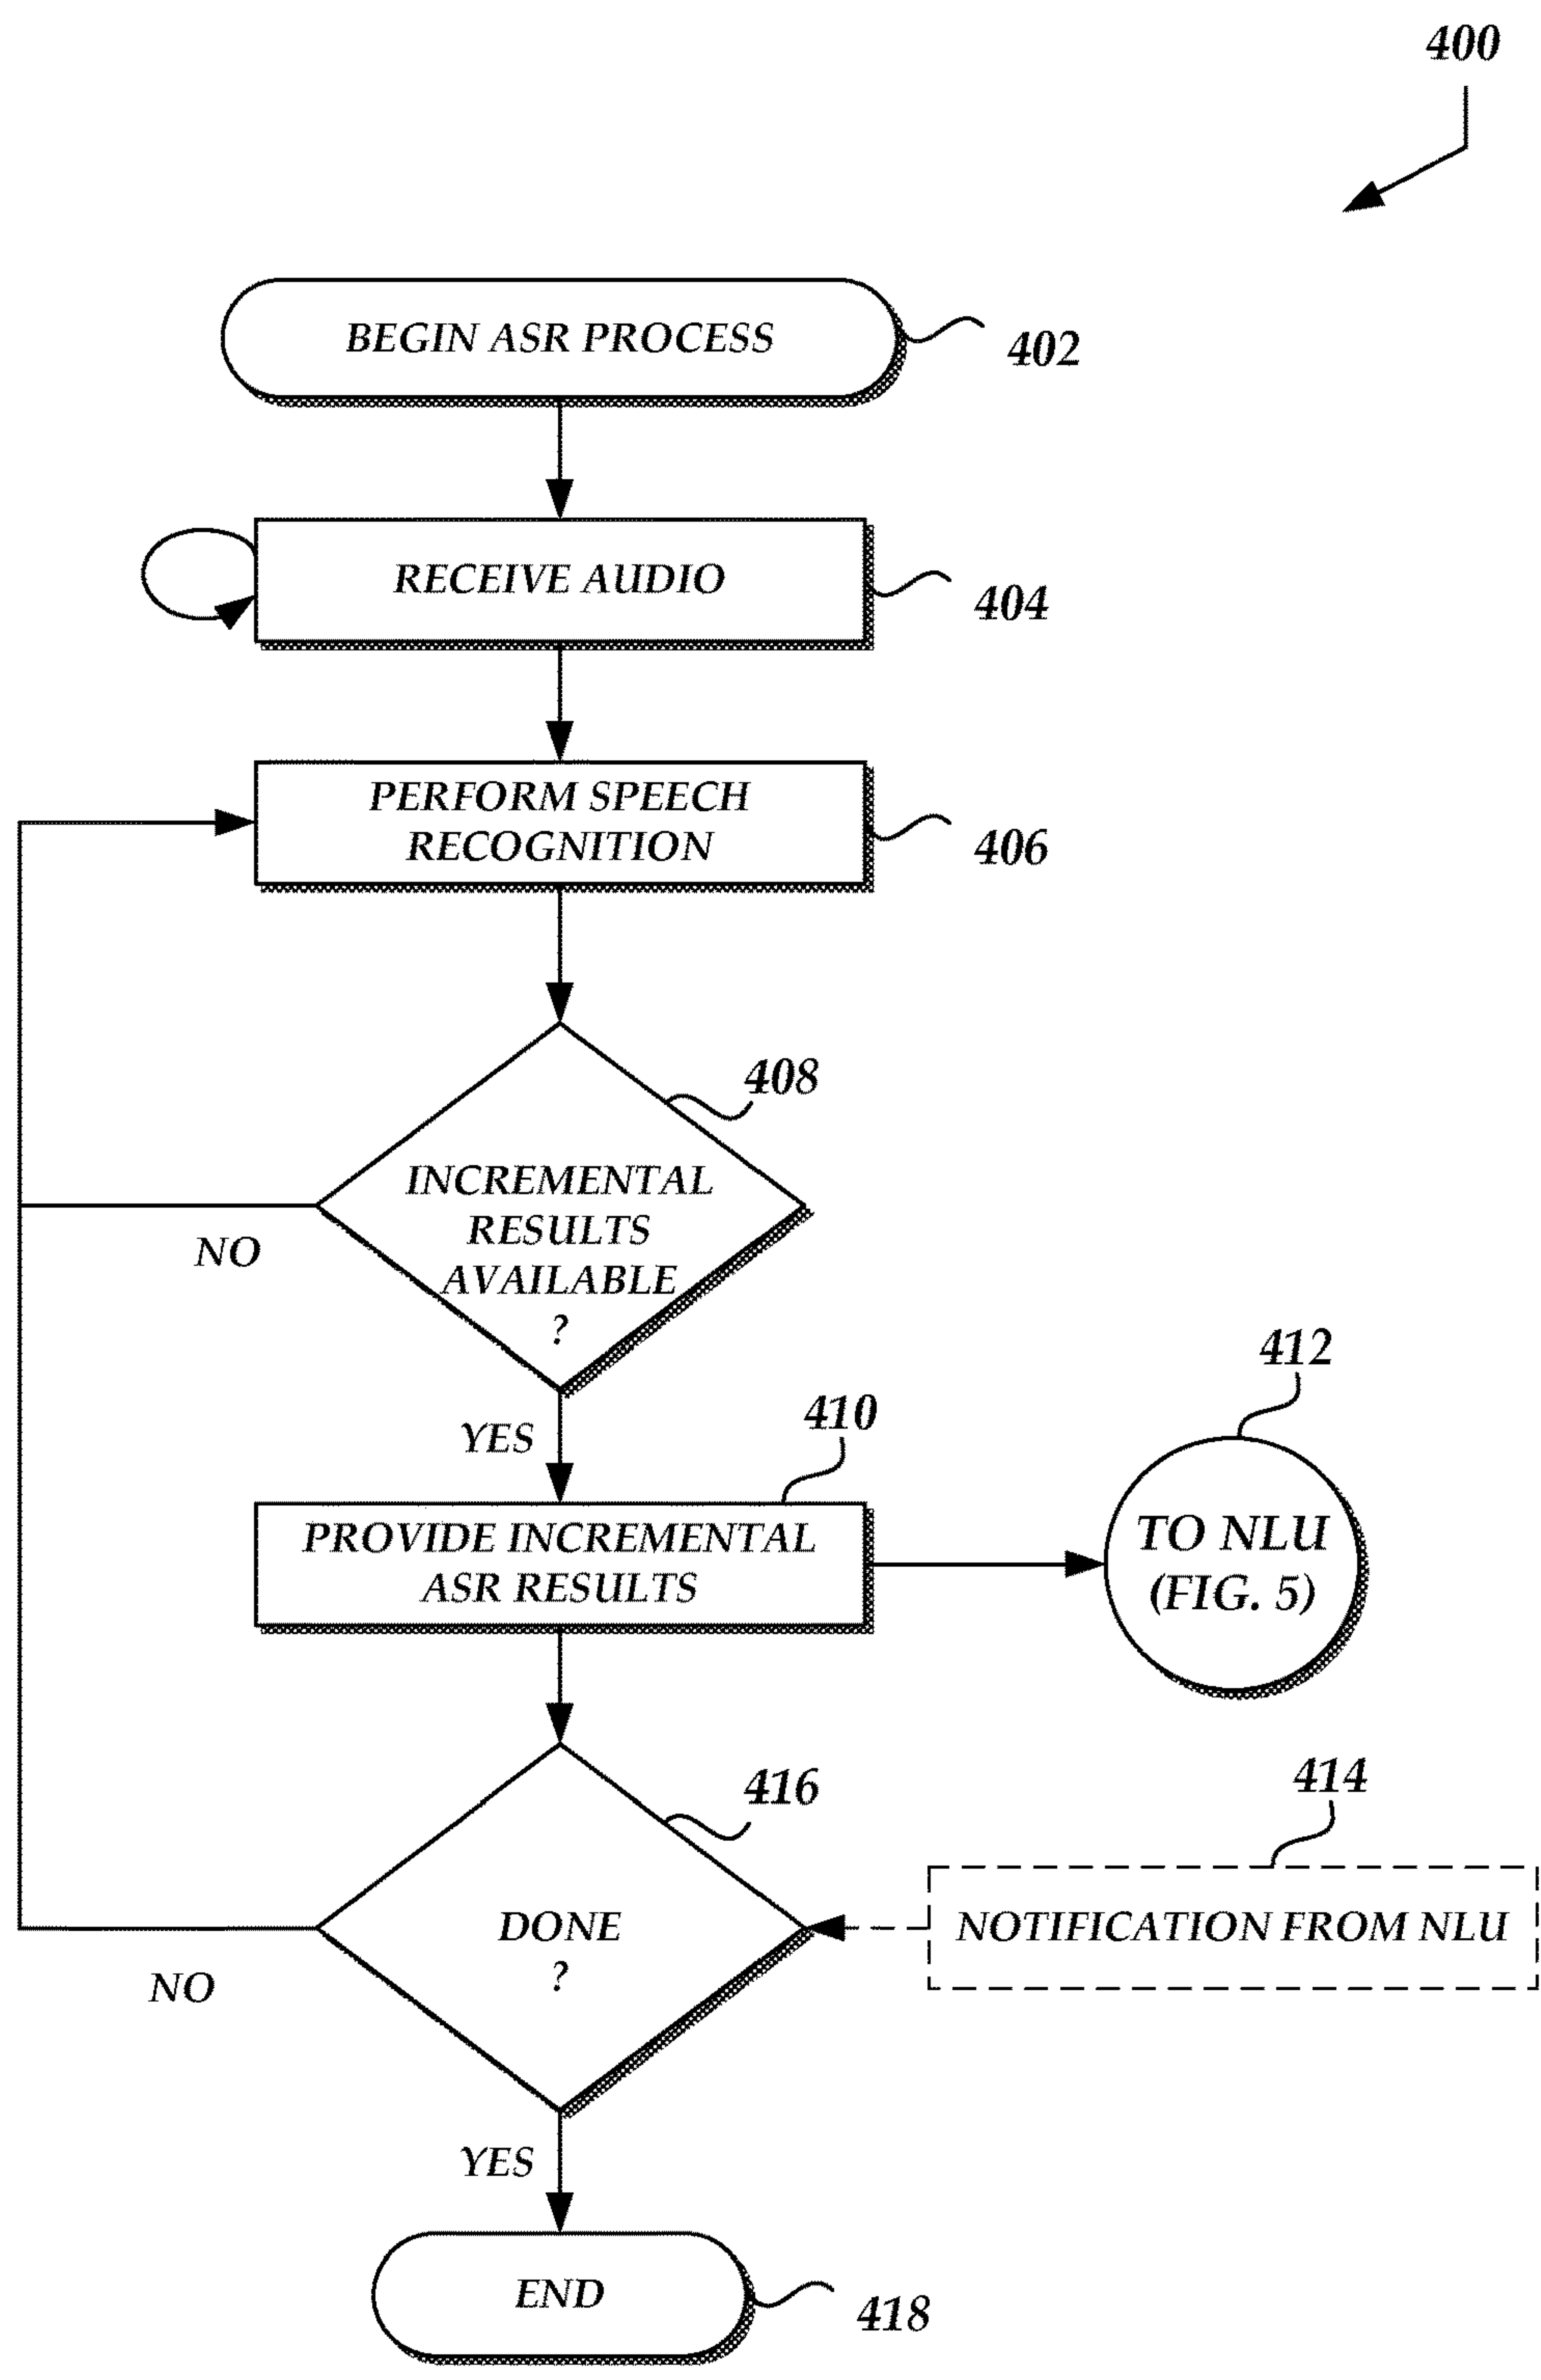 400
BEGIN ASR PROCESS
402
RECEIVE AUDIO
404
PERFORM SPEECH
RECOGNITION
406
408
INCREMENTAL
RESULTS
AVAILABLE
?
NO
YES
410
PROVIDE INCREMENTAL
ASR RESULTS
412
TO NLU
(FIG. 5)
416
414
DONE
?
NOTIFICATION FROM NLU
NO
YES
END
418